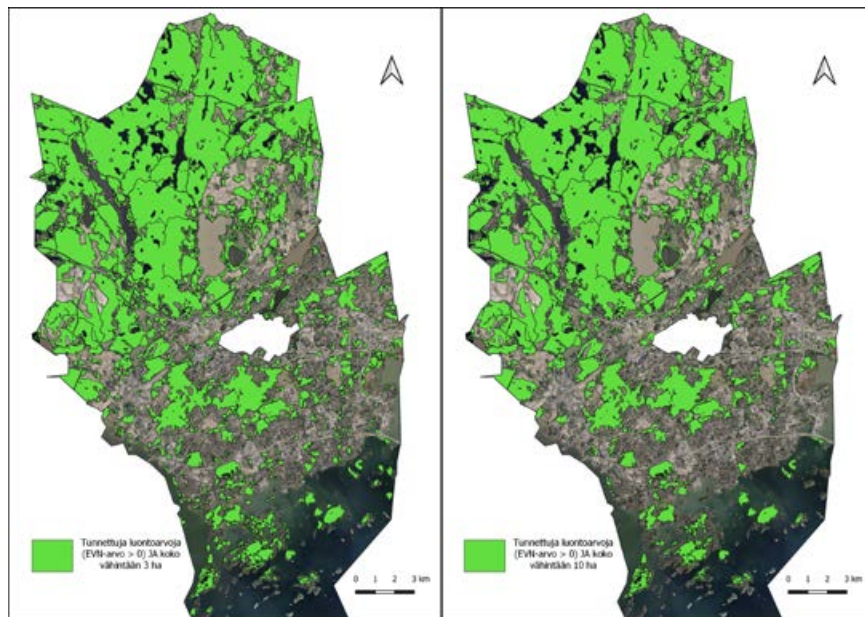 Tunnettuja luontoarvoja
(EVN-arvo > 0) JA koko
vähintään 3 ha
0 1 2 3 km
Tunnettuja luontoarvoja
(EVN-arvo > 0) JA koko
vähintään 10 ha
0 1 2 3 km